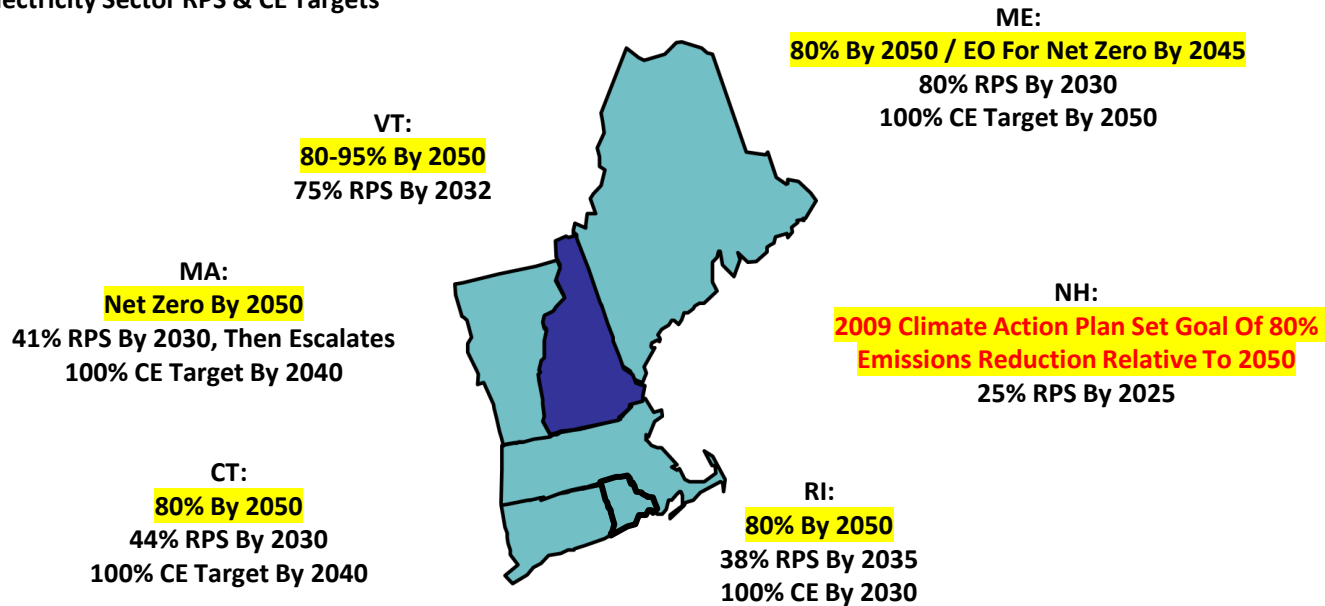 RPS & CE Targets
ME:
80% By 2050 / EO For Net Zero By 2045
80% RPS By 2030
100% CE Target By 2050
VT:
80-95% By 2050
75% RPS By 2032
MA:
Net Zero By 2050
41% RPS By 2030, Then Escalates
100% CE Target By 2040
NH:
2009 Climate Action Plan Set Goal Of 80%
Emissions Reduction Relative To 2050
25% RPS By 2025
CT:
80% By 2050
44% RPS By 2030
100% CE Target By 2040
RI:
80% By 2050
38% RPS By 2035
100% CE By 2030